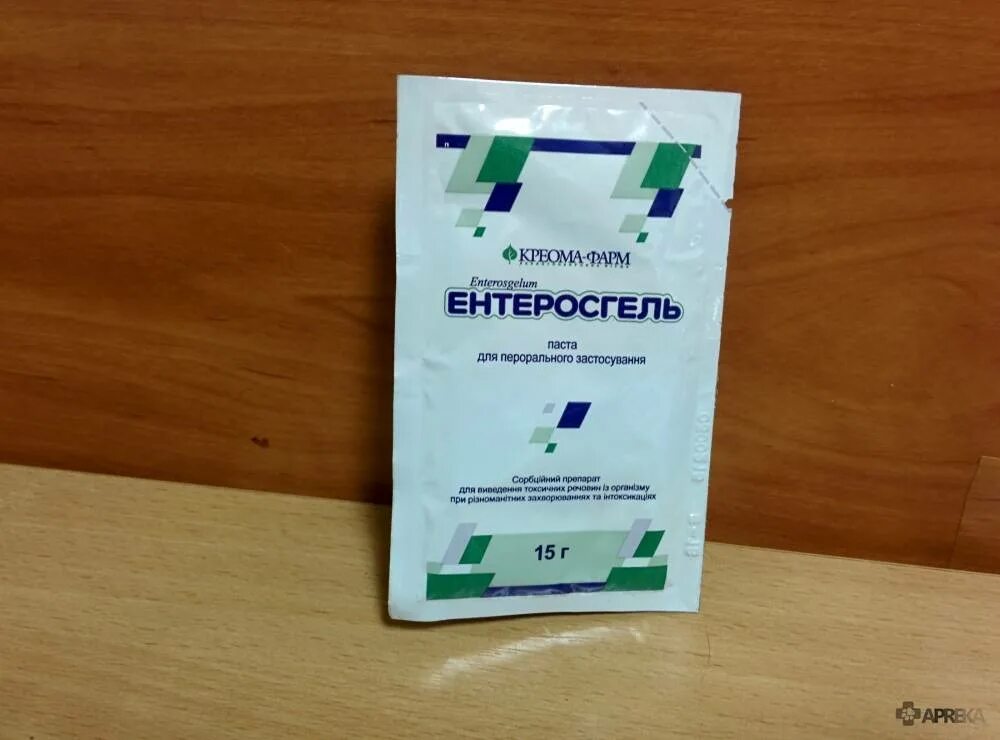 КРЕОМА-ФАРМ
Enterosgelum
ЕНТЕРОСГЕЛЬ
паста
для перорального застосування
Сорбційний препарат
для виведення токсичних речовин із організму
при різноманітних захворюваннях та інтоксикаціях
15 г
APREKA